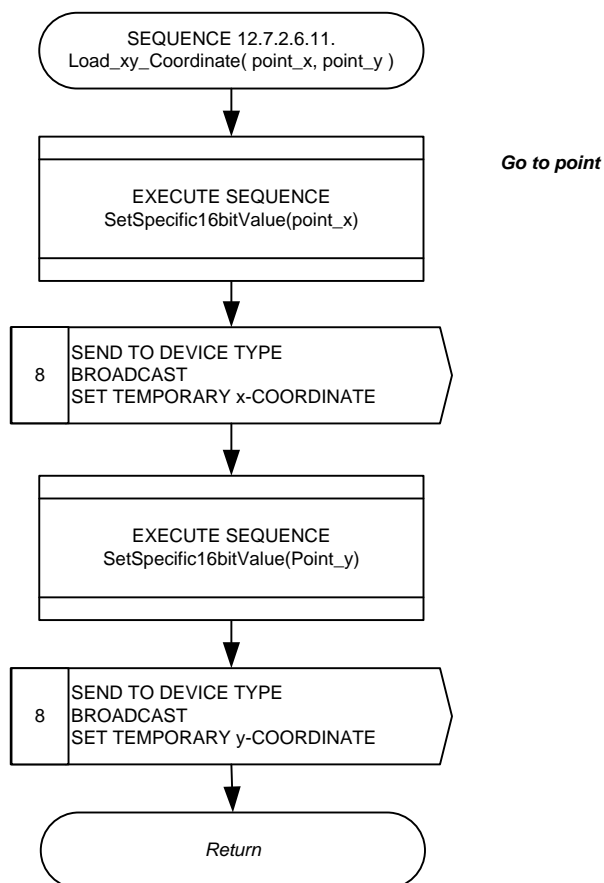 SEQUENCE 12.7.2.6.11.
Load_xy_Coordinate( point_x, point_y )
Go to point
EXECUTE SEQUENCE
SetSpecific16bitValue(point_x)
8
SEND TO DEVICE TYPE
BROADCAST
SET TEMPORARY x-COORDINATE
EXECUTE SEQUENCE
SetSpecific16bitValue(Point_y)
8
SEND TO DEVICE TYPE
BROADCAST
SET TEMPORARY y-COORDINATE
Return